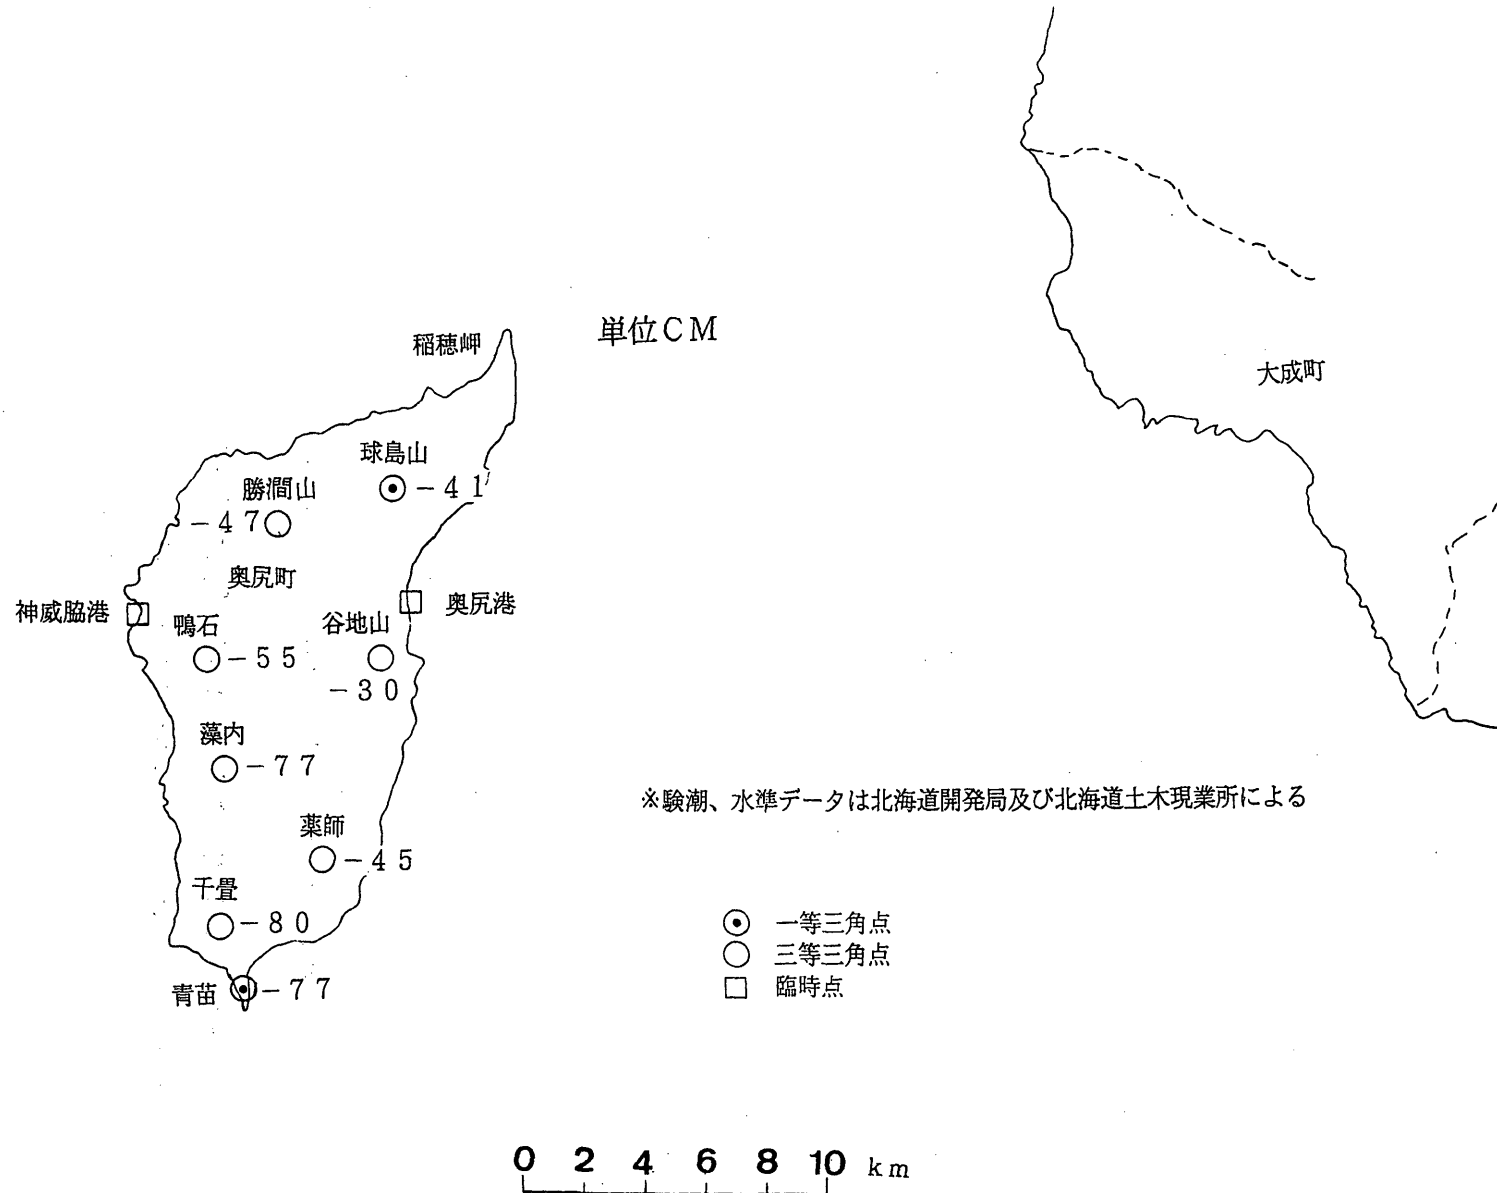 稲穂岬
単位CM
大成町
球島山
-41
勝澗山
-47
奥尻町
神威脇港
奥尻港
鴨石
-55
谷地山
-30
藻内
-77
※験潮、水準データは北海道開発局及び北海道土木現業所による
薬師
-45
千畳
-80
青苗
-77
一等三角点
三等三角点
臨時点
0 2 4 6 8 10 km